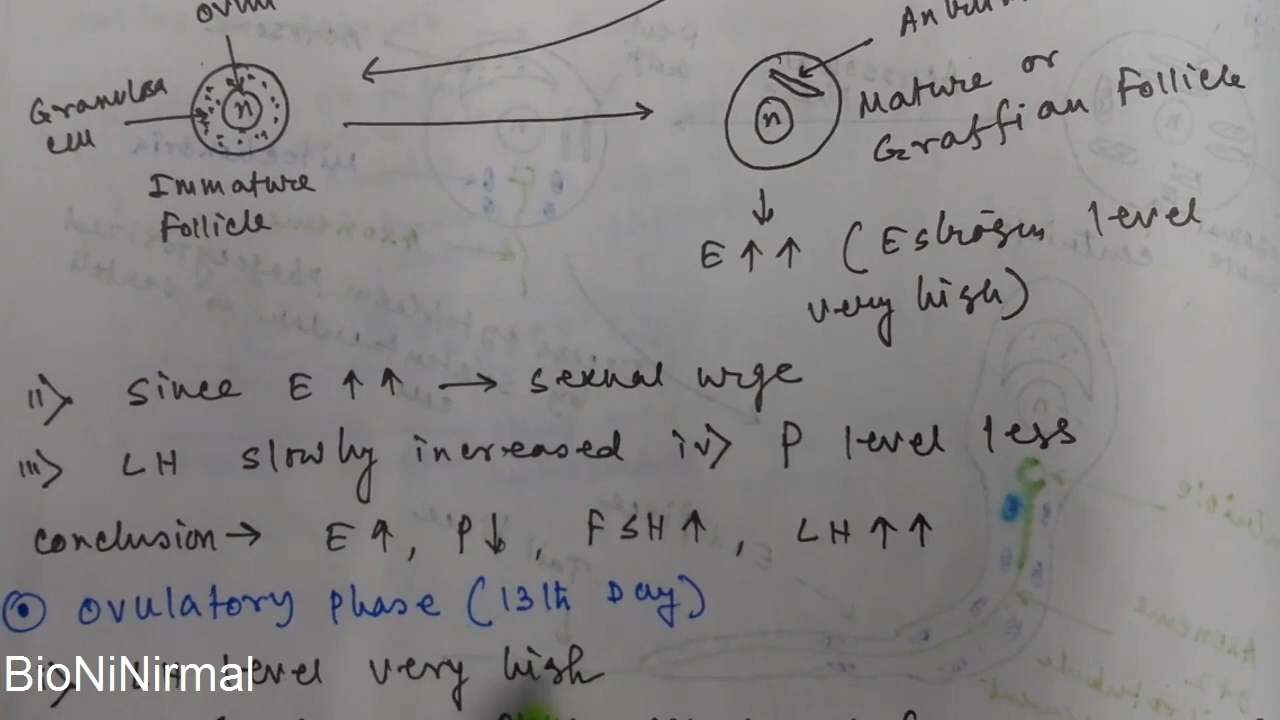 Granulosa
cell
n
Immature
Follicle
n
Mature or
Graffian Follicle
E ↑ ↑ (Estrogen level
very high)
ii) Since E ↑ ↑ → sexual urge
iii) LH slowly increased iv) P level less
conclusion → E ↑, P ↓, FSH ↑, LH ↑ ↑
ovulatory phase (13th Day)
level very high
BioNiNirmal